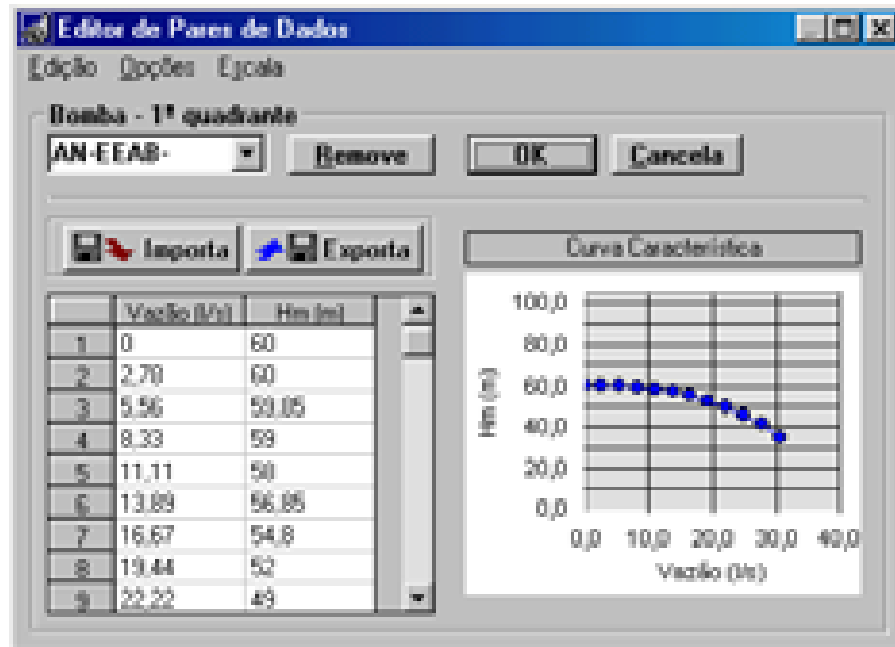 Editor de Pares de Dados
Edição Opções Escala
Bomba - 1º quadrante
AN-EEAB- Remove OK Cancela
Importa Exporta
Curva Característica
Vazão (l/s) Hm (m)
1 0 60
2 2,78 60
3 5,56 59,85
4 8,33 59
5 11,11 58
6 13,89 56,85
7 16,67 54,8
8 19,44 52
9 22,22 49
Hm (m)
100,0
80,0
60,0
40,0
20,0
0,0
0,0 10,0 20,0 30,0 40,0
Vazão (l/s)